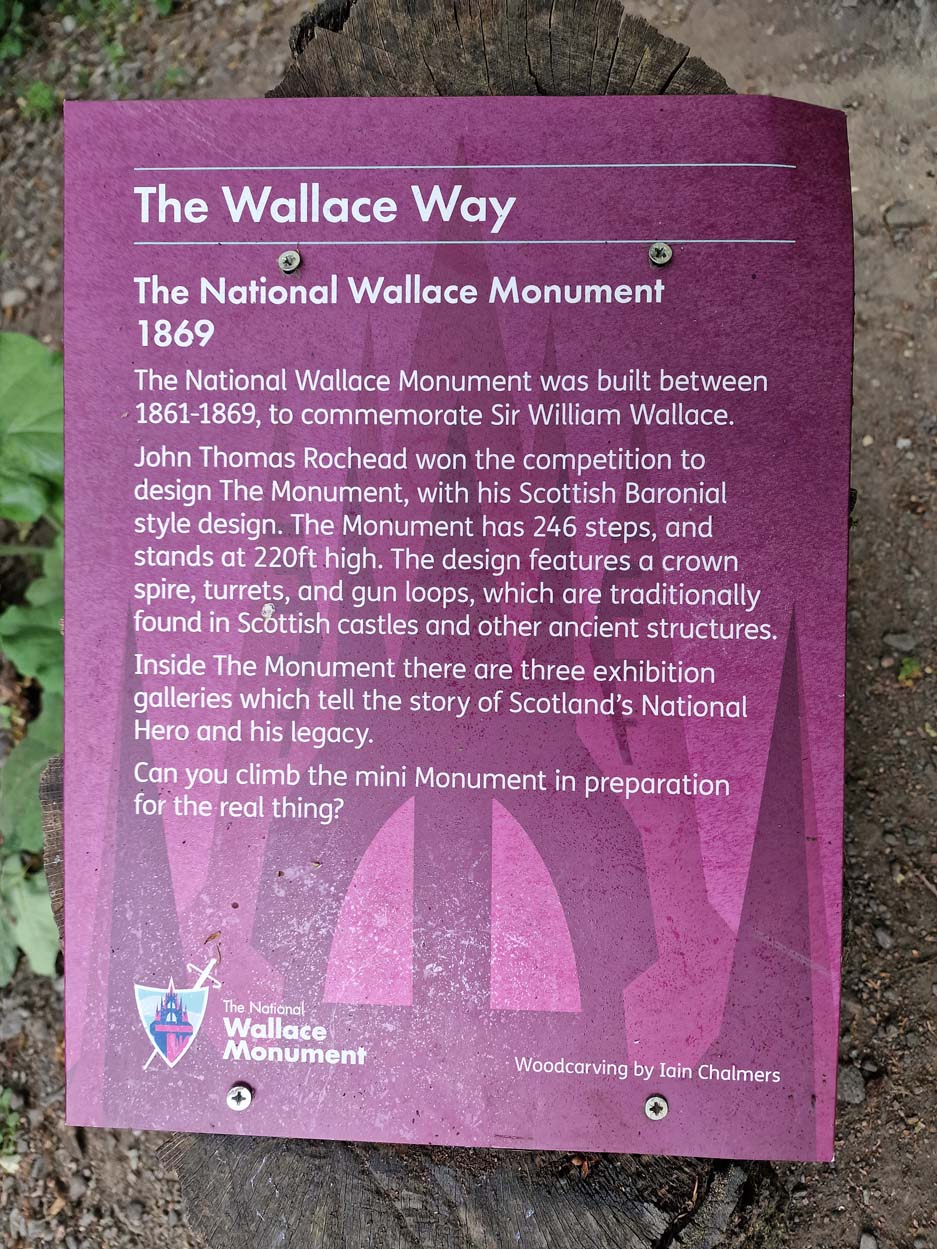 The Wallace Way
The National Wallace Monument
1869
The National Wallace Monument was built between
1861-1869, to commemorate Sir William Wallace.
John Thomas Rochead won the competition to
design The Monument, with his Scottish Baronial
style design. The Monument has 246 steps, and
stands at 220ft high. The design features a crown
spire, turrets, and gun loops, which are traditionally
found in Scottish castles and other ancient structures.
Inside The Monument there are three exhibition
galleries which tell the story of Scotland's National
Hero and his legacy.
Can you climb the mini Monument in preparation
for the real thing?
The National
Wallace
Monument
Woodcarving by Iain Chalmers